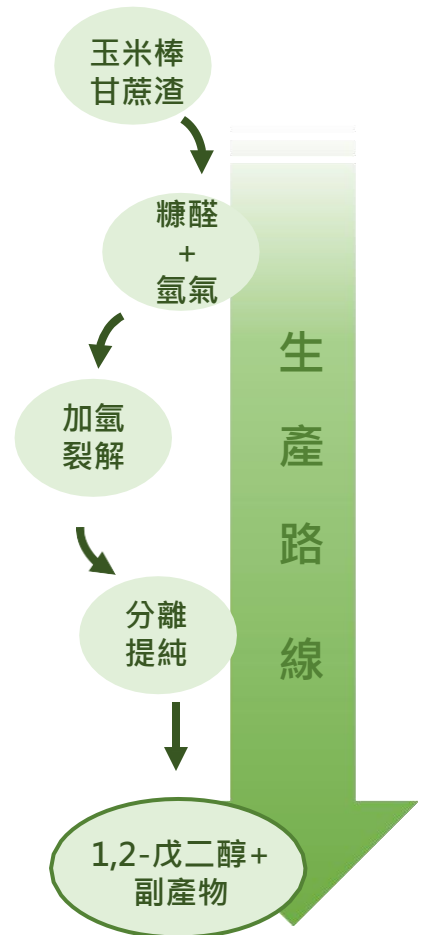 玉米棒
甘蔗渣
糠醛
+
氫氣
加氫
裂解
分離
提純
1,2-戊二醇+
副產物
生
產
路
線